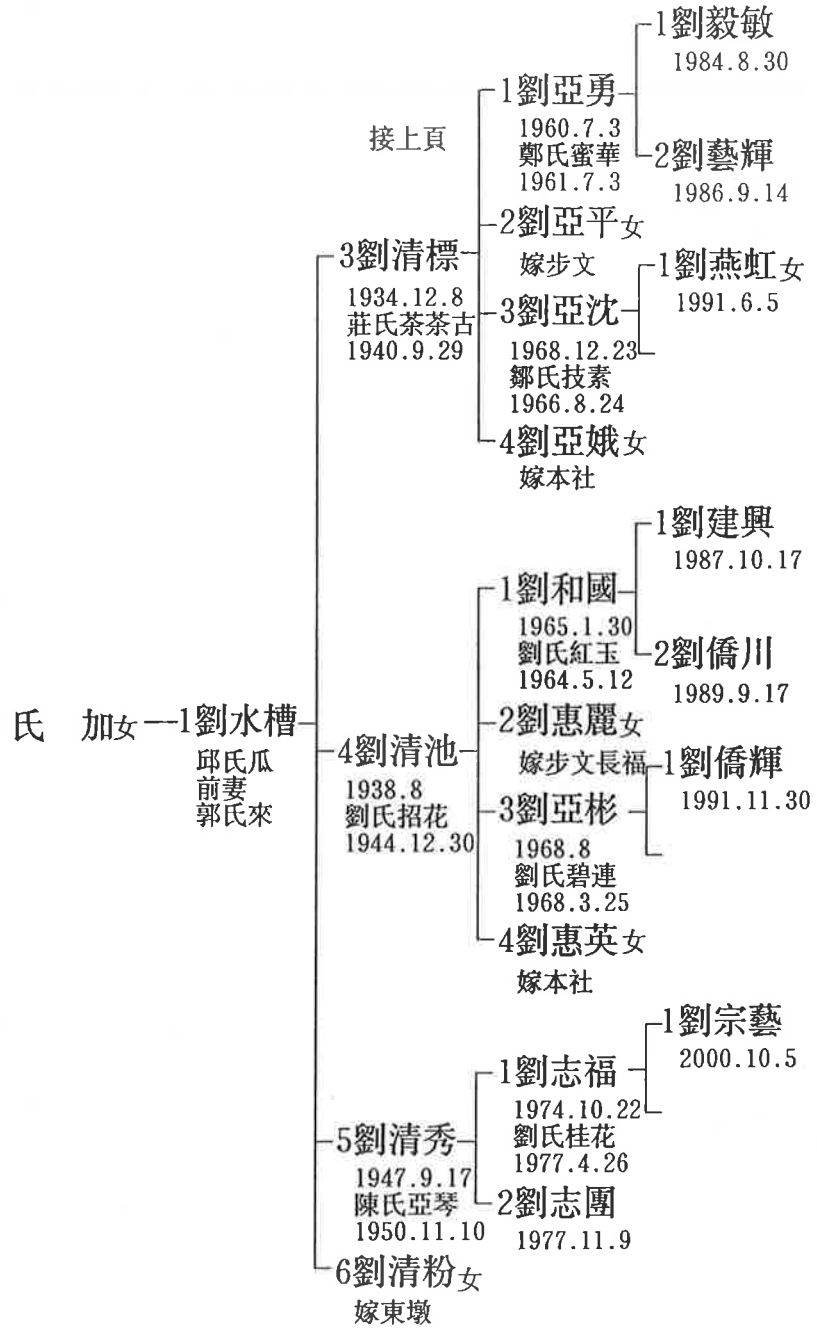 接上頁
氏　加女
1劉水槽
邱氏瓜
前妻
郭氏來
3劉清標
1934.12.8
莊氏茶茶古
1940.9.29
1劉亞勇
1960.7.3
鄭氏蜜華
1961.7.3
1劉毅敏
1984.8.30
2劉藝輝
1986.9.14
2劉亞平女
嫁步文
3劉亞沈
1968.12.23
鄒氏技素
1966.8.24
1劉燕虹女
1991.6.5
4劉亞娥女
嫁本社
4劉清池
1938.8
劉氏招花
1944.12.30
1劉和國
1965.1.30
劉氏紅玉
1964.5.12
1劉建興
1987.10.17
2劉僑川
1989.9.17
2劉惠麗女
嫁步文長福
3劉亞彬
1968.8
劉氏碧連
1968.3.25
1劉僑輝
1991.11.30
4劉惠英女
嫁本社
5劉清秀
1947.9.17
陳氏亞琴
1950.11.10
1劉志福
1974.10.22
劉氏桂花
1977.4.26
1劉宗藝
2000.10.5
2劉志團
1977.11.9
6劉清粉女
嫁東墩